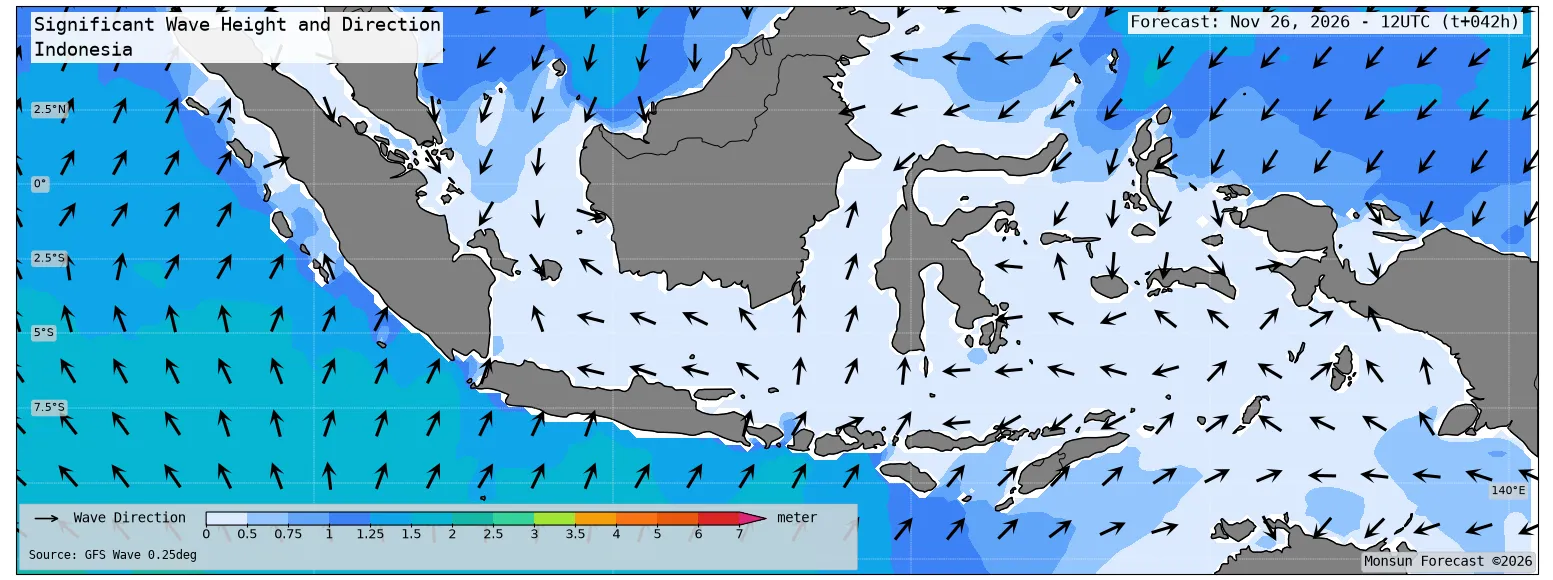 Significant Wave Height and Direction
Indonesia
Forecast: Nov 26, 2026 - 12UTC (t+042h)
2.5°N
0°
2.5°S
5°S
7.5°S
140°E
Wave Direction
0 0.5 0.75 1 1.25 1.5 2 2.5 3 3.5 4 5 6 7
meter
Source: GFS Wave 0.25deg
Monsun Forecast ©2026